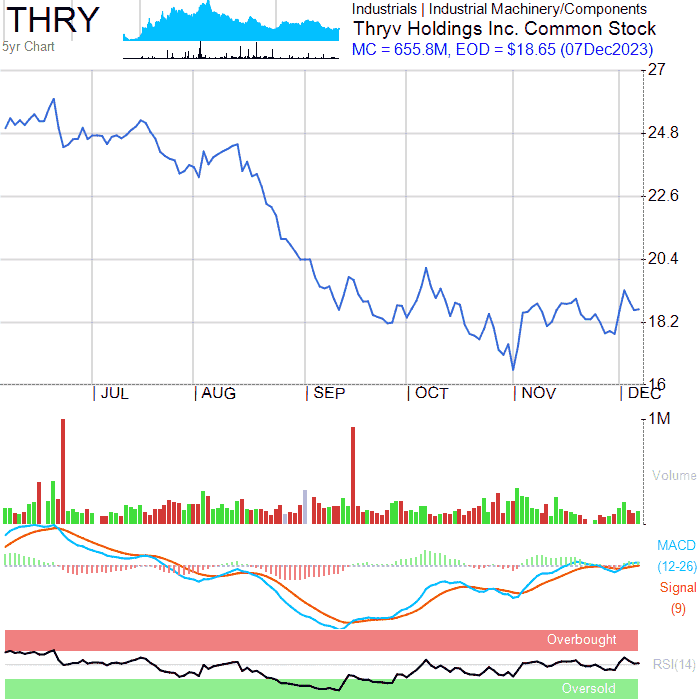 THRY
5yr Chart
Industrials | Industrial Machinery/Components
Thryv Holdings Inc. Common Stock
MC = 655.8M, EOD = $18.65 (07Dec2023)
27
24.8
22.6
20.4
18.2
16
JUL
AUG
SEP
OCT
NOV
DEC
1M
Volume
MACD
(12-26)
Signal
(9)
Overbought
RSI(14)
Oversold